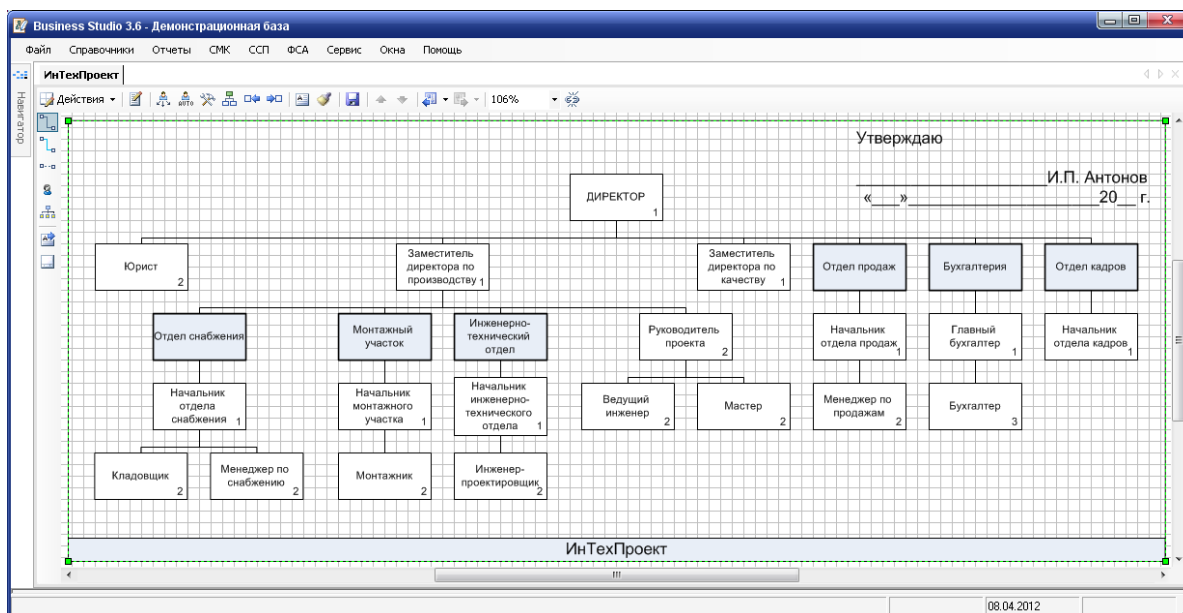 Business Studio 3.6 - Демонстрационная база
Файл Справочники Отчеты СМК ССП ФСА Сервис Окна Помощь
ИнТехПроект
Навигатор
Действия
AUTO
106%
Утверждаю
И.П. Антонов
«___»______________________20__ г.
ДИРЕКТОР
1
Юрист
2
Заместитель
директора по
производству 1
Заместитель
директора по
качеству 1
Отдел продаж
Бухгалтерия
Отдел кадров
Отдел снабжения
Монтажный
участок
Инженерно-
технический
отдел
Руководитель
проекта
2
Начальник
отдела продаж
1
Главный
бухгалтер
1
Начальник
отдела кадров
1
Начальник
отдела
снабжения 1
Начальник
монтажного
участка 1
Начальник
инженерно-
технического
отдела 1
Ведущий
инженер
2
Мастер
2
Менеджер по
продажам
2
Бухгалтер
3
Кладовщик
2
Менеджер по
снабжению
2
Монтажник
2
Инженер-
проектировщик
2
ИнТехПроект
08.04.2012